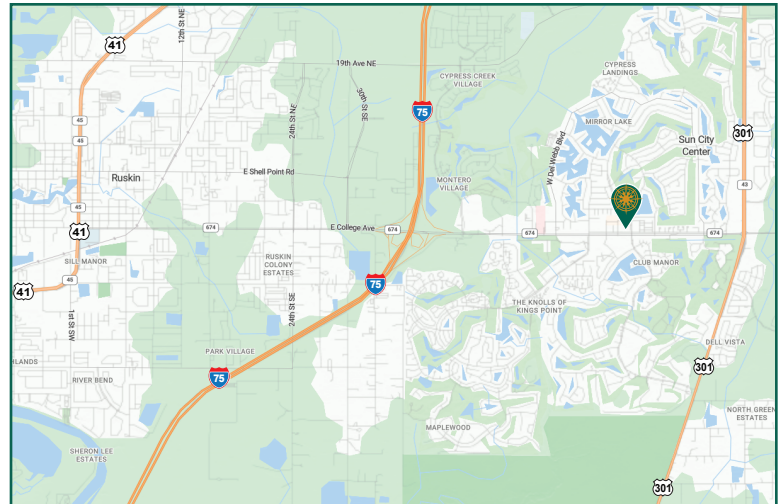 41
12th St NE
19th Ave NE
CYPRESS
LANDINGS
CYPRESS CREEK
VILLAGE
30th St SE
75
24th St NE
45
MIRROR LAKE
301
Sun City
Center
45
W Del Webb Blvd
Ruskin
E Shell Point Rd
MONTERO
VILLAGE
43
41
674
E College Ave
674
674
674
SILL MANOR
45
RUSKIN
COLONY
ESTATES
CLUB MANOR
75
41
24th St SE
1st St SW
THE KNOLLS OF
KINGS POINT
PARK VILLAGE
DELL VISTA
HLANDS
301
RIVER BEND
75
NORTH GREEN
ESTATES
MAPLEWOOD
SHERON LEE
ESTATES
301